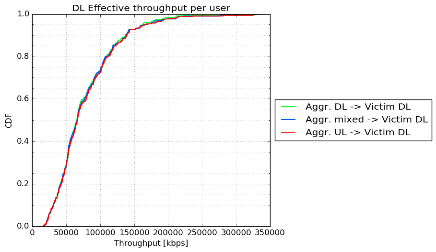 DL Effective throughput per user
1.0
0.8
0.6
0.4
0.2
0.0
CDF
0 50000 100000 150000 200000 250000 300000 350000
Throughput [kbps]
Aggr. DL -> Victim DL
Aggr. mixed -> Victim DL
Aggr. UL -> Victim DL